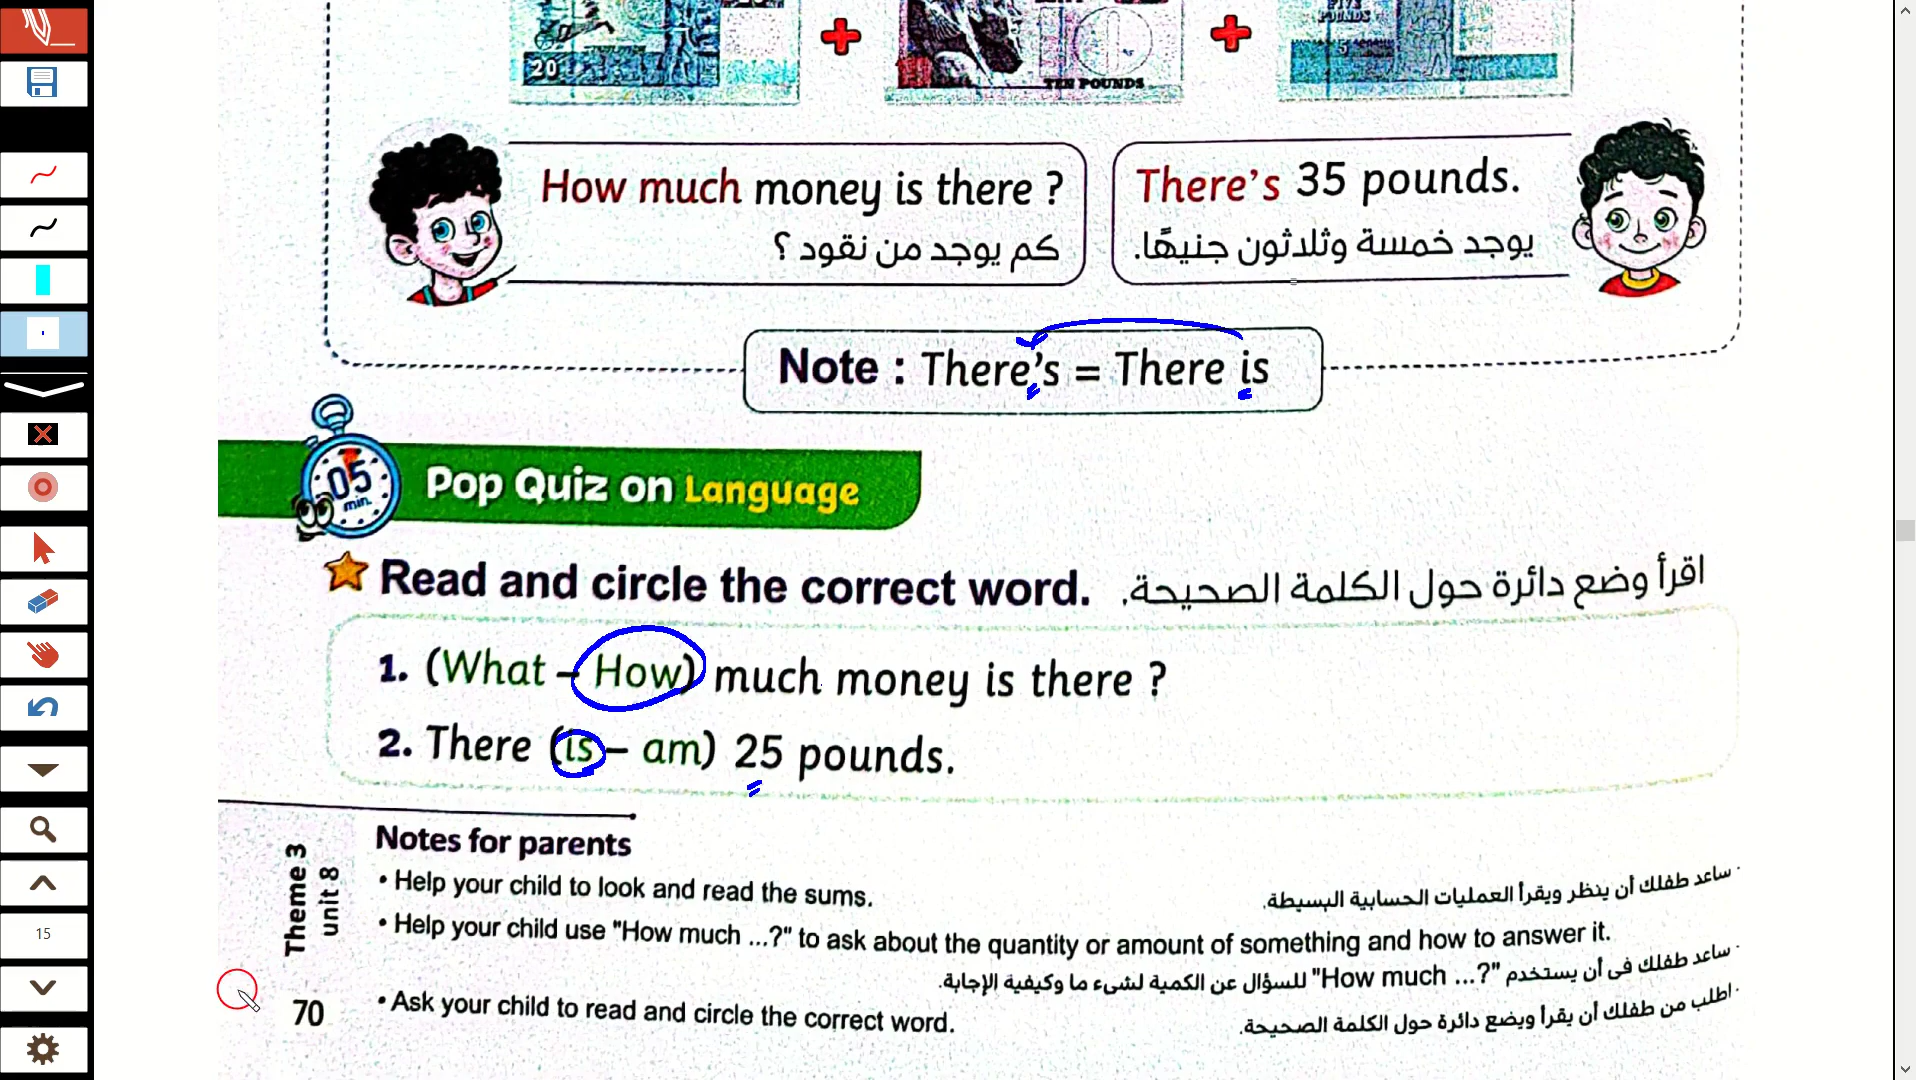 20
TEN POUNDS
FIVE
POUNDS
5
How much money is there ?
كم يوجد من نقود ؟
There's 35 pounds.
يوجد خمسة وثلاثون جنيهًا.
Note : There's = There is
05
min.
Pop Quiz on Language
Read and circle the correct word.
اقرأ وضع دائرة حول الكلمة الصحيحة.
1. (What – How) much money is there ?
2. There (is – am) 25 pounds.
Notes for parents
• Help your child to look and read the sums.
ساعد طفلك أن ينظر ويقرأ العمليات الحسابية البسيطة.
• Help your child use "How much ...?" to ask about the quantity or amount of something and how to answer it.
ساعد طفلك فى أن يستخدم "How much ...?" للسؤال عن الكمية لشىء ما وكيفية الإجابة.
• Ask your child to read and circle the correct word.
اطلب من طفلك أن يقرأ ويضع دائرة حول الكلمة الصحيحة.
Theme 3
unit 8
70
15